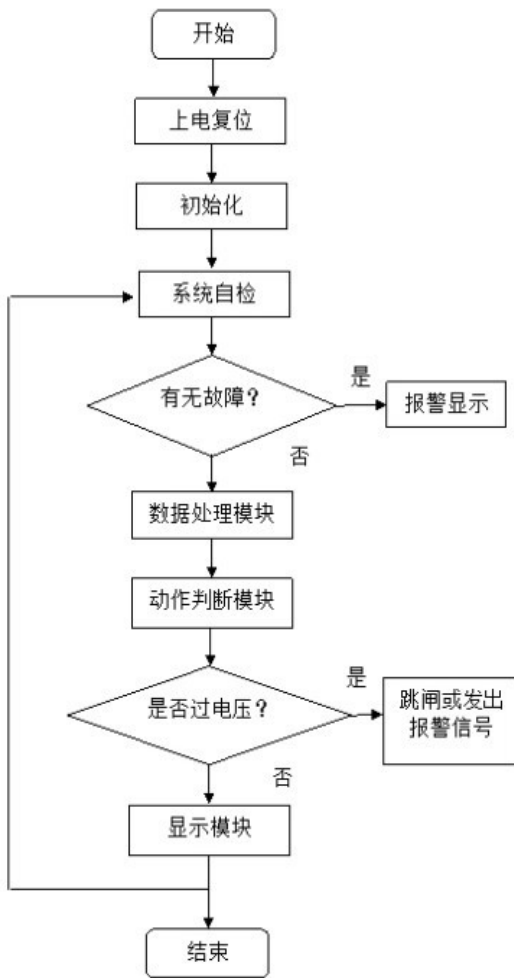 开始
上电复位
初始化
系统自检
有无故障？
是
报警显示
否
数据处理模块
动作判断模块
是否过电压？
是
跳闸或发出
报警信号
否
显示模块
结束